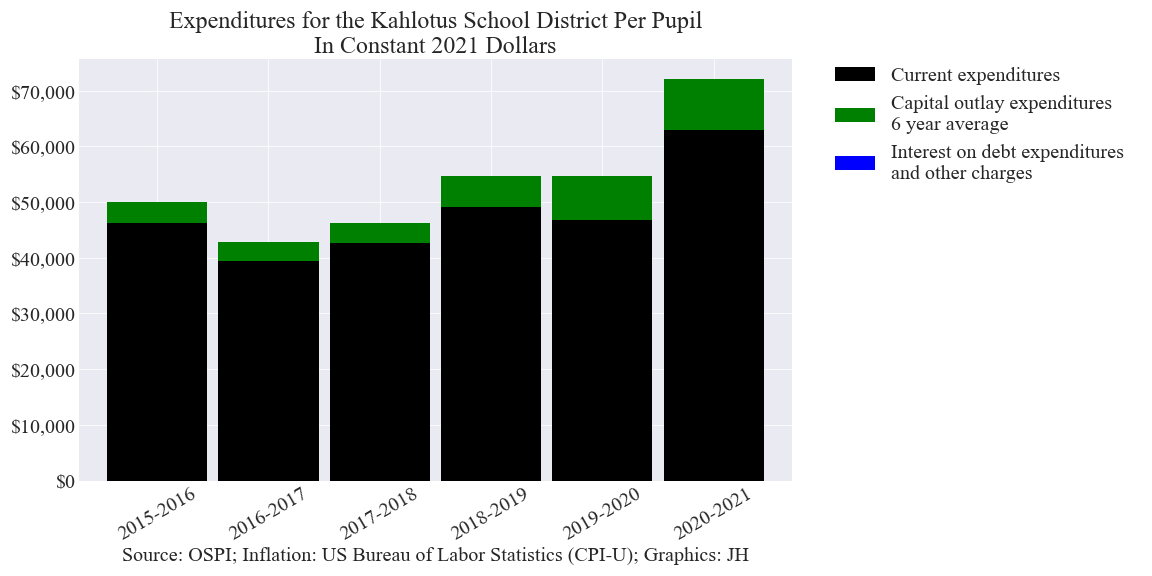 Expenditures for the Kahlotus School District Per Pupil
In Constant 2021 Dollars
$70,000
$60,000
$50,000
$40,000
$30,000
$20,000
$10,000
$0
2015-2016
2016-2017
2017-2018
2018-2019
2019-2020
2020-2021
Source: OSPI; Inflation: US Bureau of Labor Statistics (CPI-U); Graphics: JH
Current expenditures
Capital outlay expenditures
6 year average
Interest on debt expenditures
and other charges